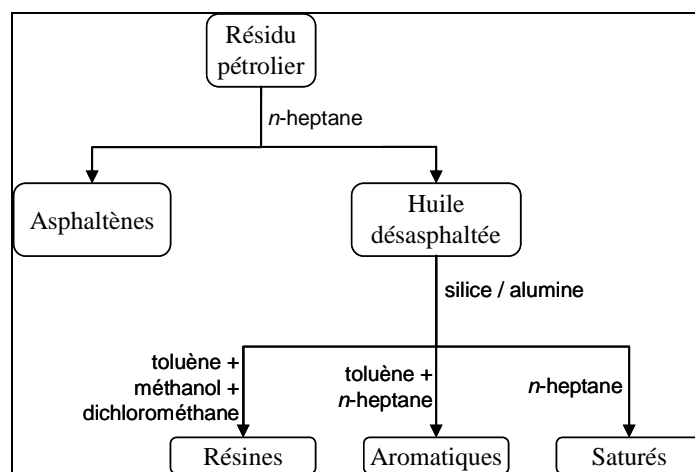 Résidu
pétrolier
n-heptane
Asphaltènes
Huile
désasphaltée
silice / alumine
toluène +
méthanol +
dichlorométhane
toluène +
n-heptane
n-heptane
Résines
Aromatiques
Saturés